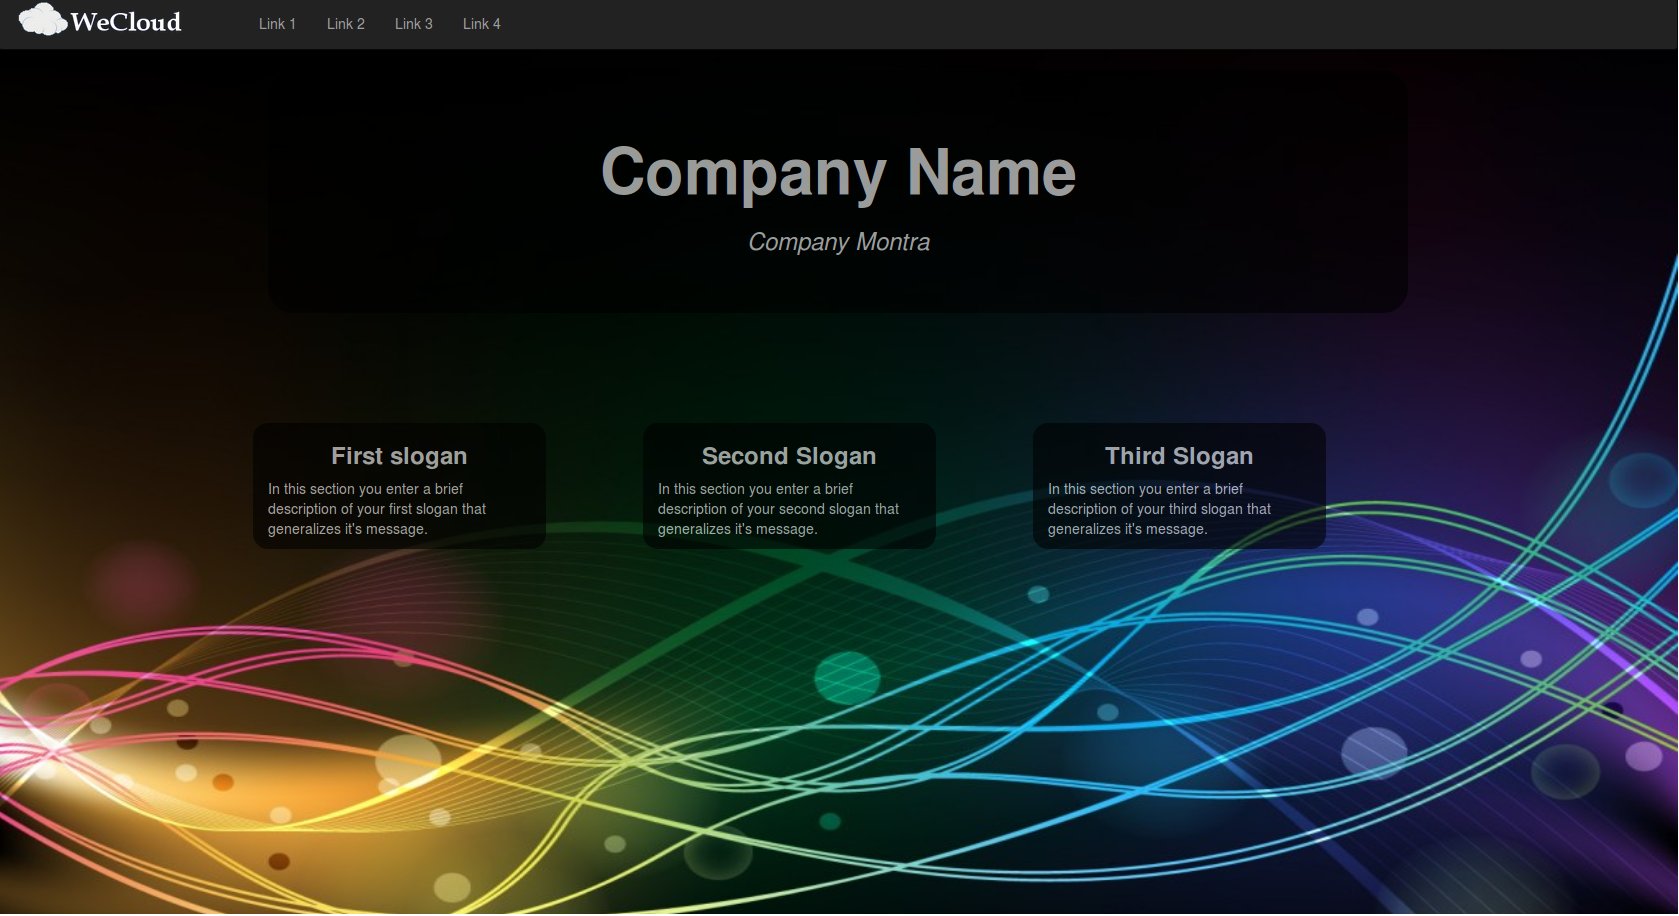 WeCloud
Link 1 Link 2 Link 3 Link 4
Company Name
Company Montra
First slogan
In this section you enter a brief
description of your first slogan that
generalizes it's message.
Second Slogan
In this section you enter a brief
description of your second slogan that
generalizes it's message.
Third Slogan
In this section you enter a brief
description of your third slogan that
generalizes it's message.